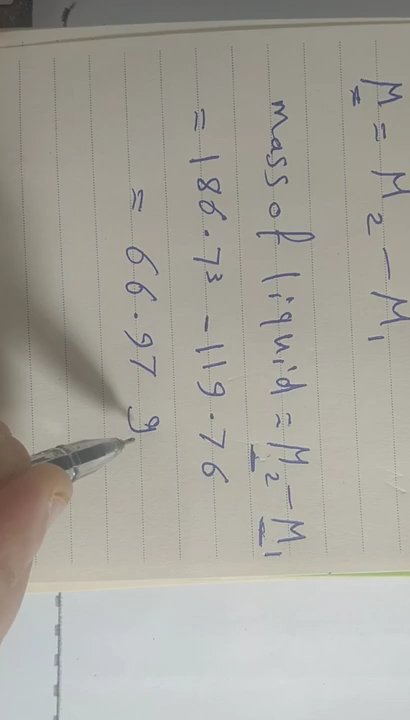 M = M₂ - M₁
mass of liquid = M₂ - M₁
= 186.73 - 119.76
= 66.97 g